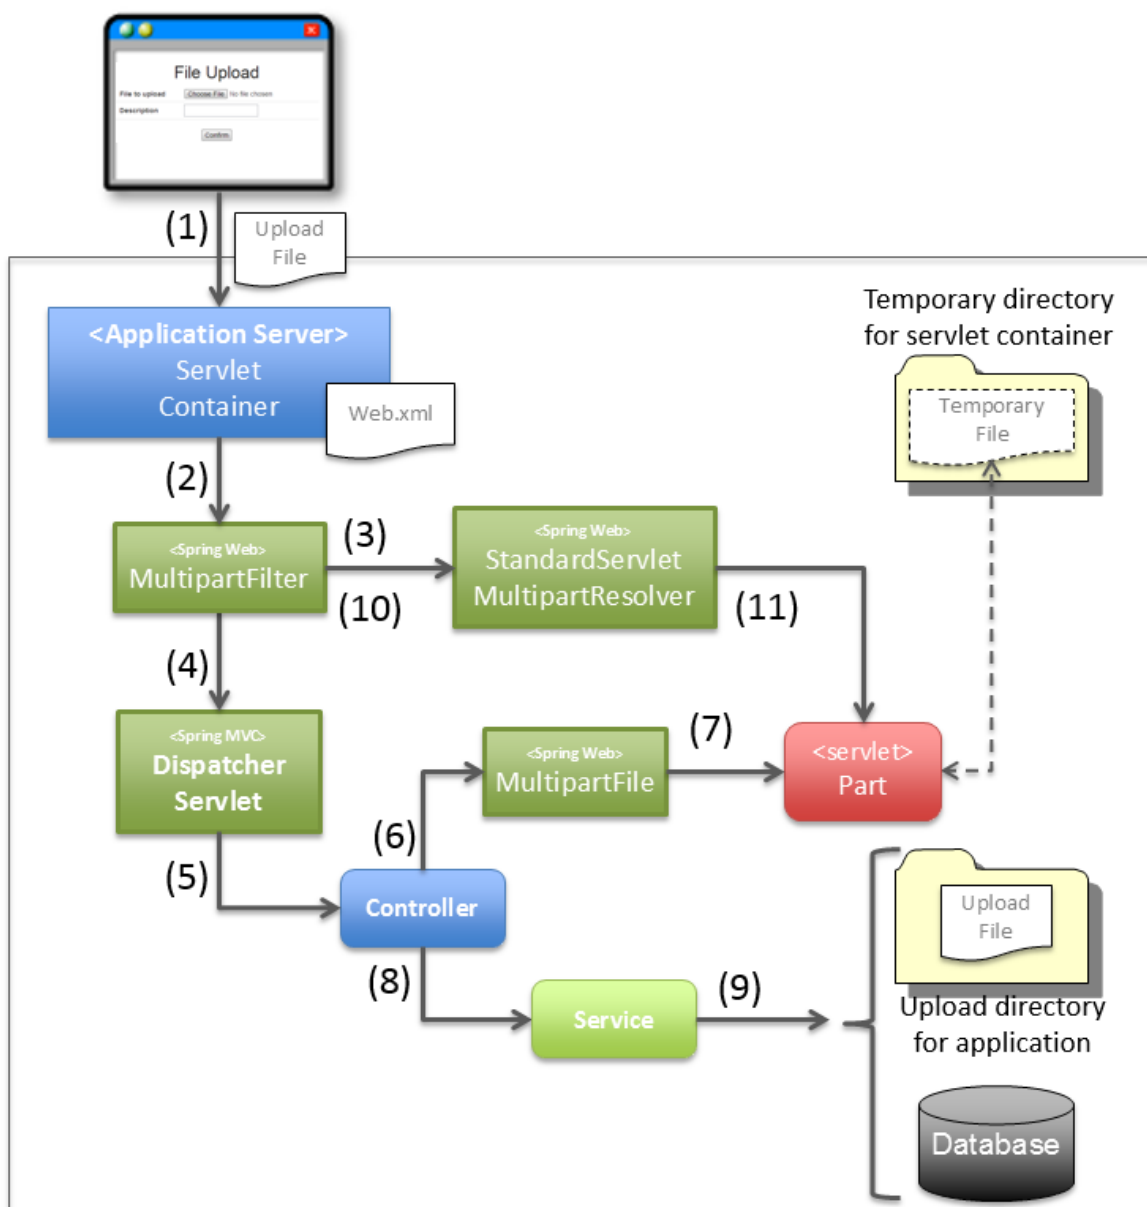 File Upload
File to upload Choose File No file chosen
Description
Confirm
(1)
Upload
File
<Application Server>
Servlet
Container
Web.xml
Temporary directory
for servlet container
Temporary
File
(2)
<Spring Web>
MultipartFilter
(3)
(10)
<Spring Web>
StandardServlet
MultipartResolver
(11)
(4)
<Spring MVC>
Dispatcher
Servlet
<Spring Web>
MultipartFile
(7)
<servlet>
Part
(5)
(6)
Controller
(8)
Service
(9)
Upload
File
Upload directory
for application
Database